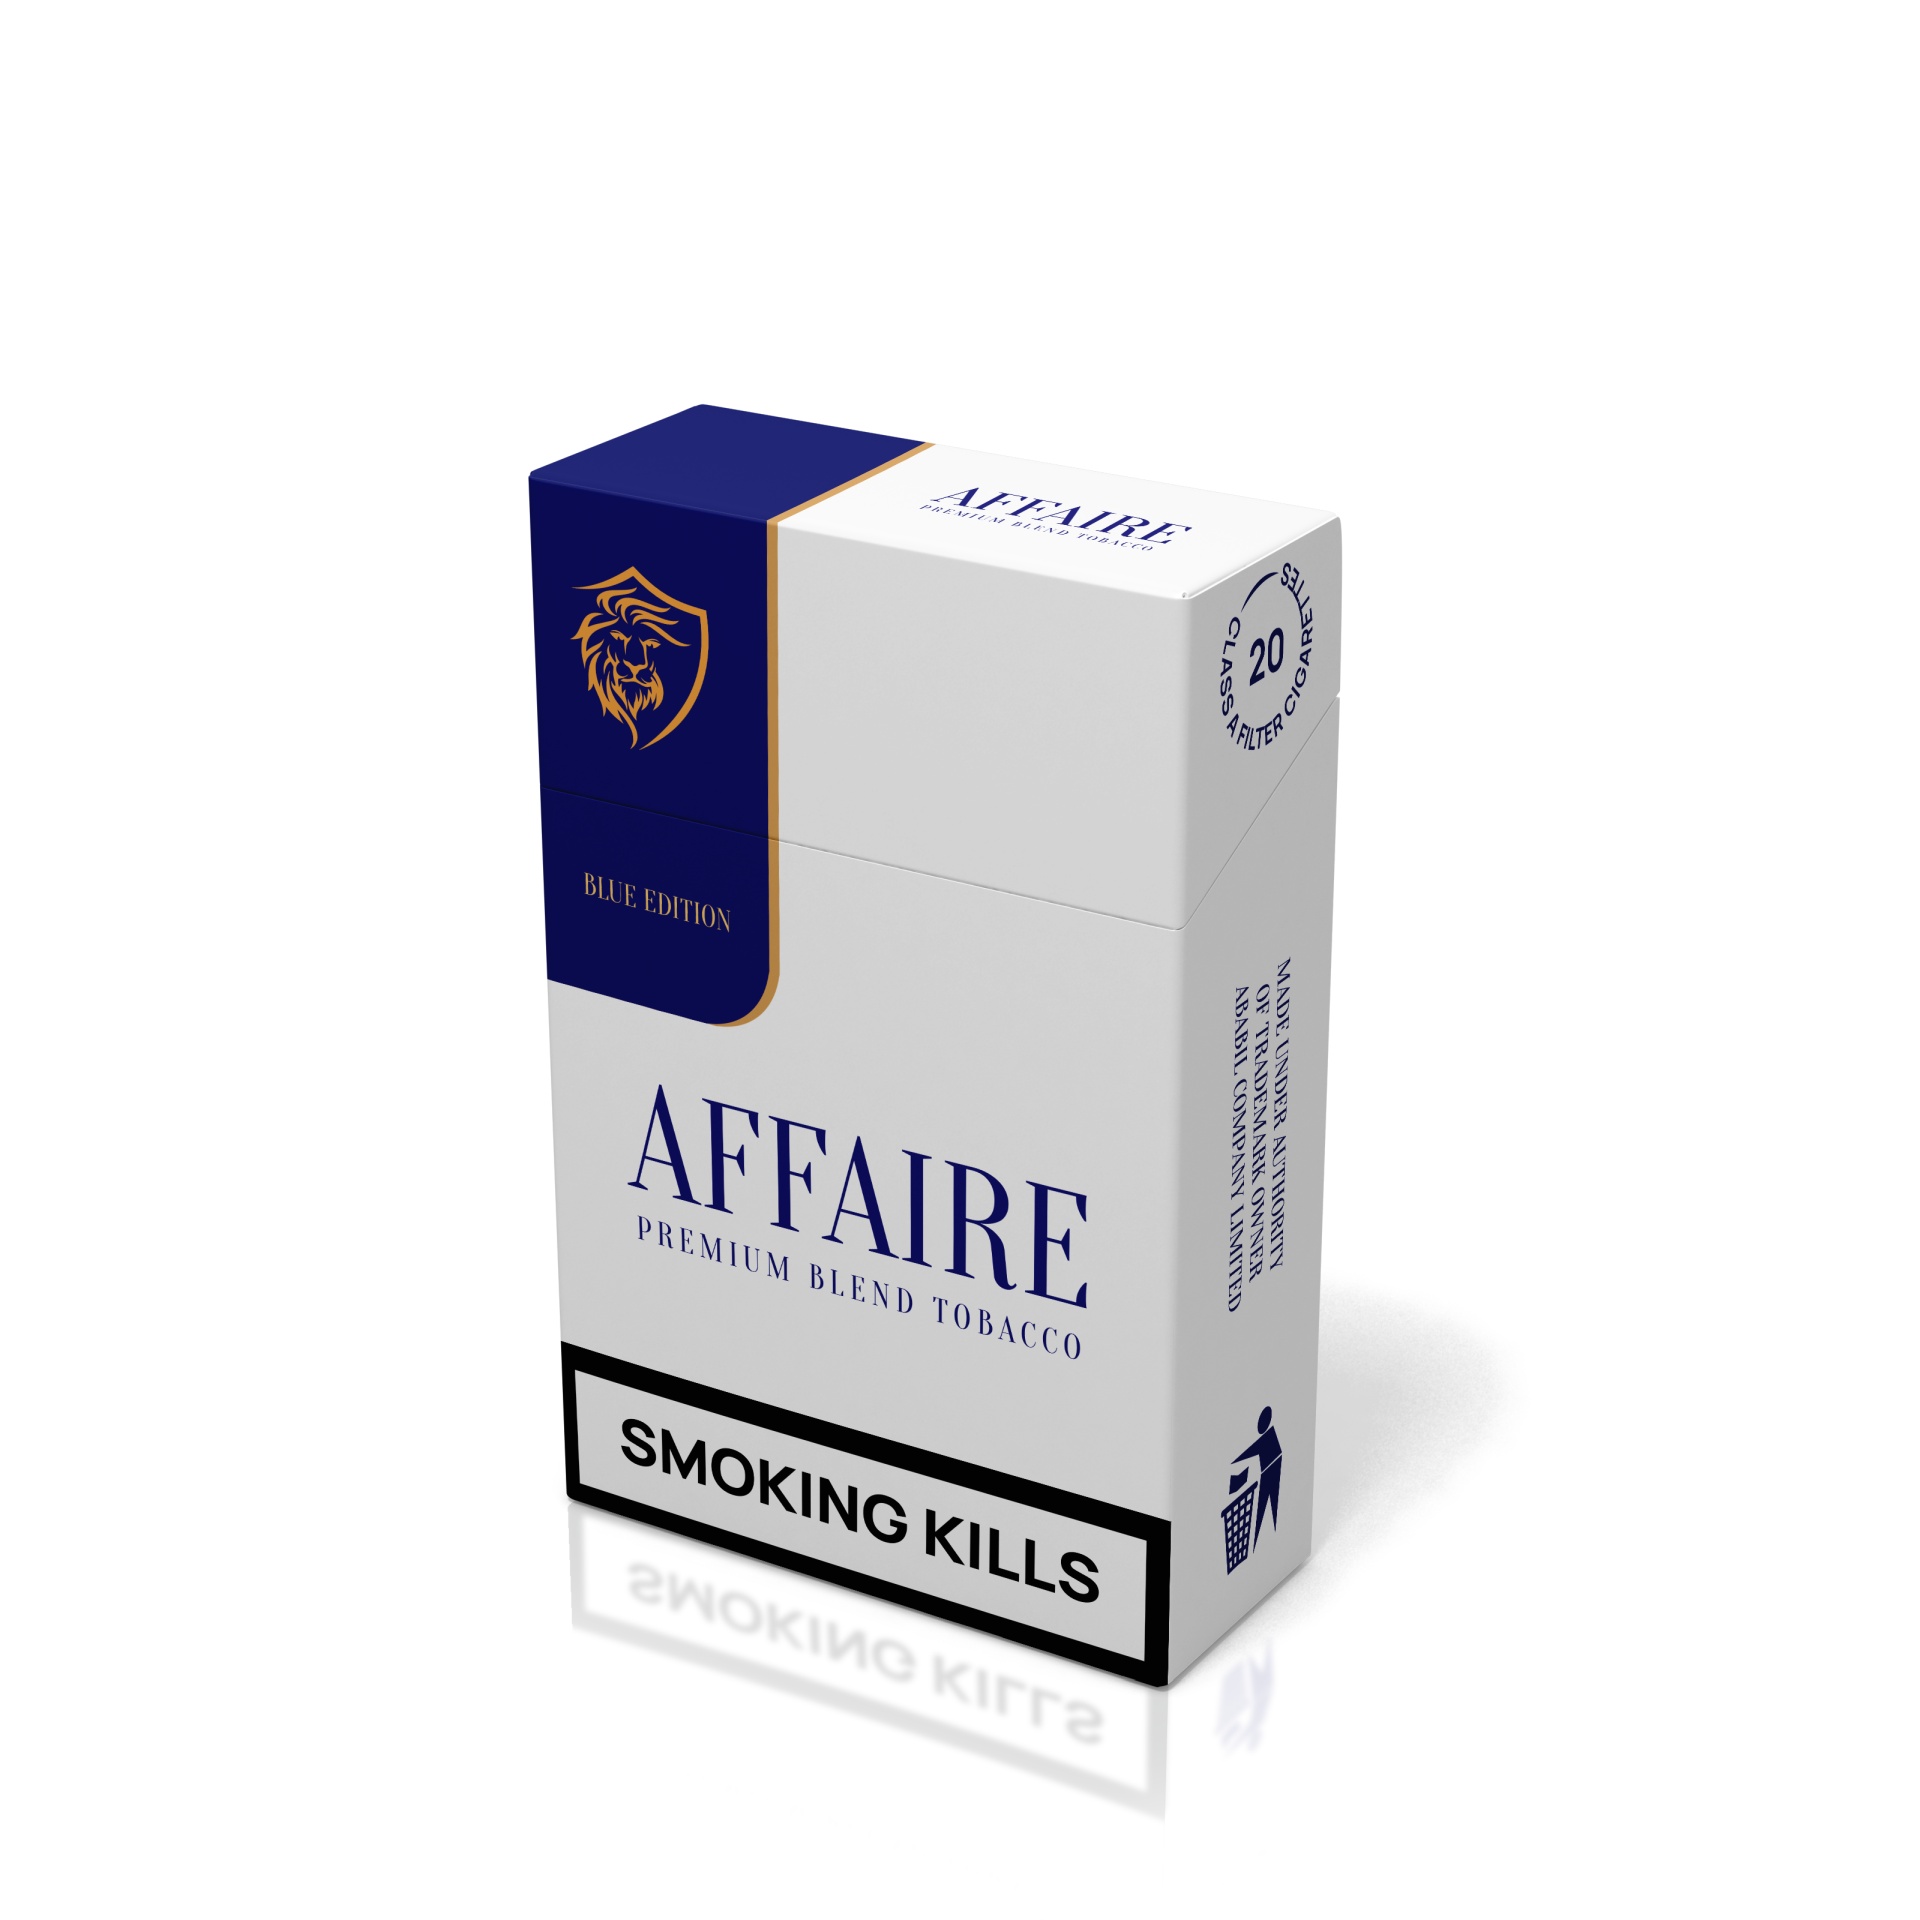 AFFAIRE
PREMIUM BLEND TOBACCO
BLUE EDITION
AFFAIRE
PREMIUM BLEND TOBACCO
SMOKING KILLS
CLASS A FILTER CIGARETTES
20
MADE UNDER AUTHORITY
OF TRADEMARK OWNER
ABABIL COMPANY LIMITED